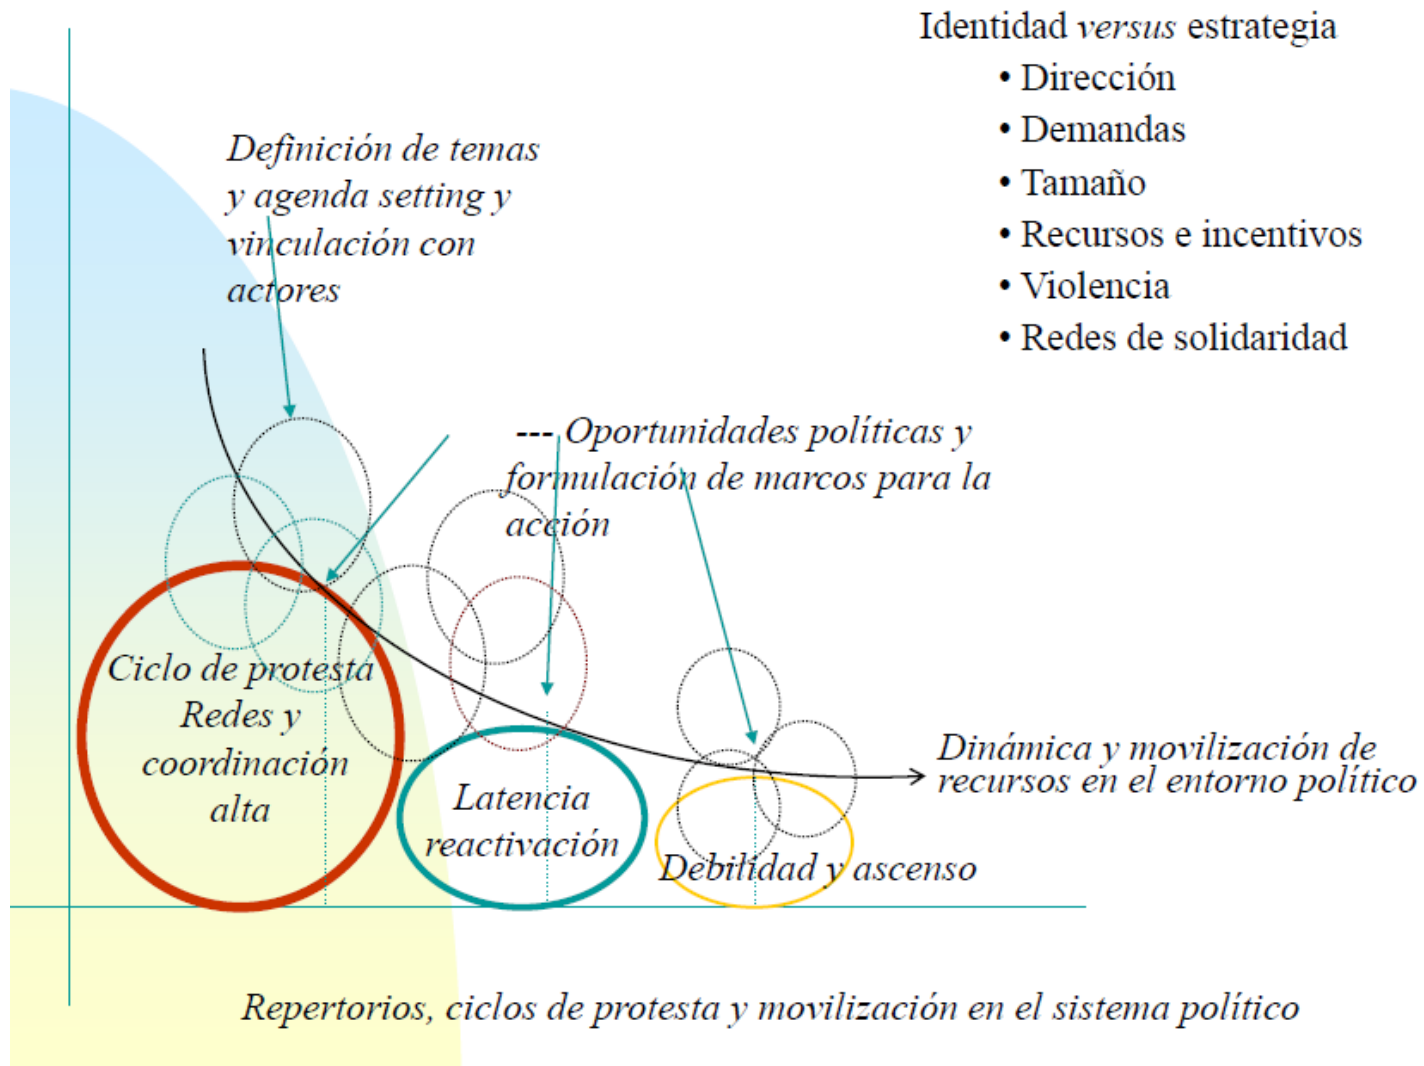 Identidad versus estrategia
• Dirección
• Demandas
• Tamaño
• Recursos e incentivos
• Violencia
• Redes de solidaridad
Definición de temas
y agenda setting y
vinculación con
actores
--- Oportunidades políticas y
formulación de marcos para la
acción
Ciclo de protesta
Redes y
coordinación
alta
Latencia
reactivación
Debilidad y ascenso
Dinámica y movilización de
recursos en el entorno político
Repertorios, ciclos de protesta y movilización en el sistema político